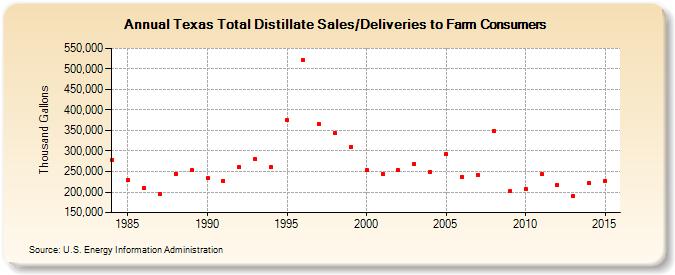 Annual Texas Total Distillate Sales/Deliveries to Farm Consumers
Thousand Gallons
550,000
500,000
450,000
400,000
350,000
300,000
250,000
200,000
150,000
1985 1990 1995 2000 2005 2010 2015
Source: U.S. Energy Information Administration